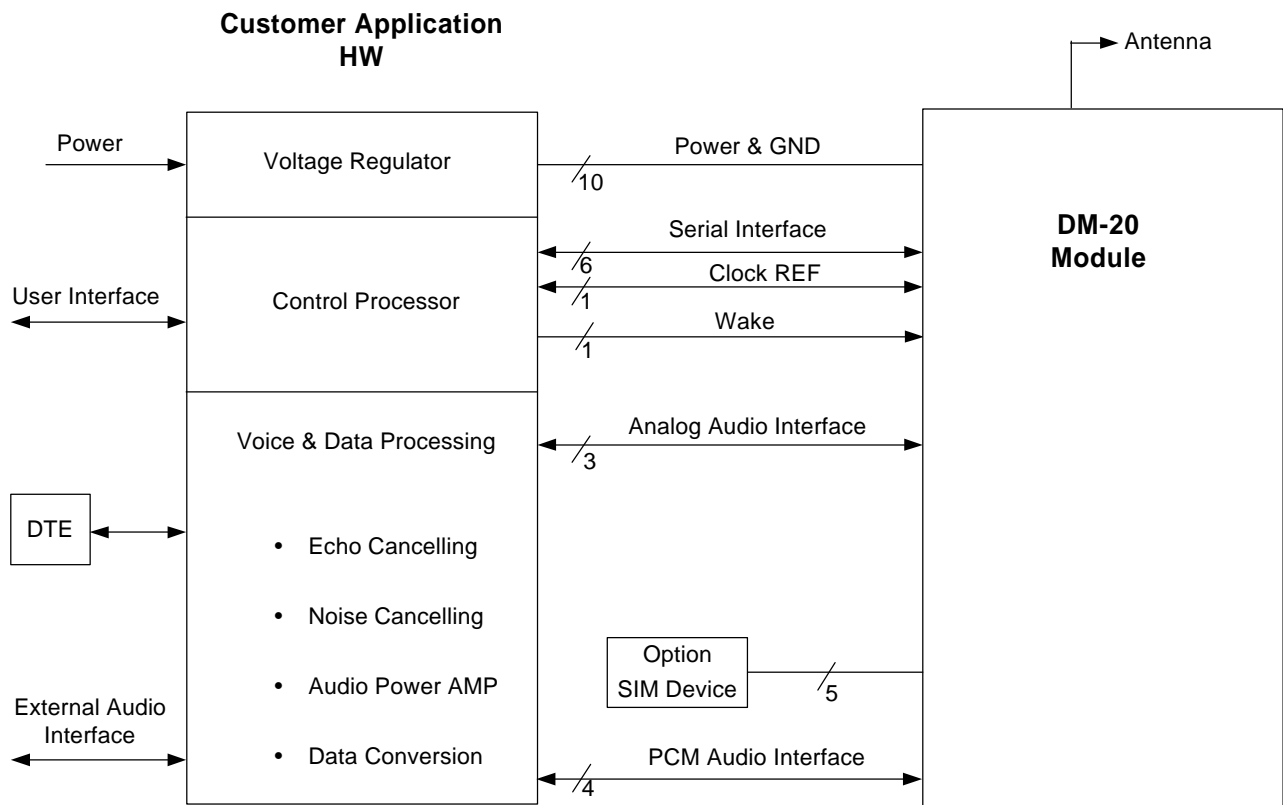 Customer Application
HW
Antenna
Power
Voltage Regulator
Power & GND
10
DM-20
Module
Serial Interface
6
Clock REF
1
User Interface
Control Processor
Wake
1
Voice & Data Processing
Analog Audio Interface
3
DTE
• Echo Cancelling
• Noise Cancelling
Option
SIM Device
5
• Audio Power AMP
External Audio
Interface
• Data Conversion
PCM Audio Interface
4